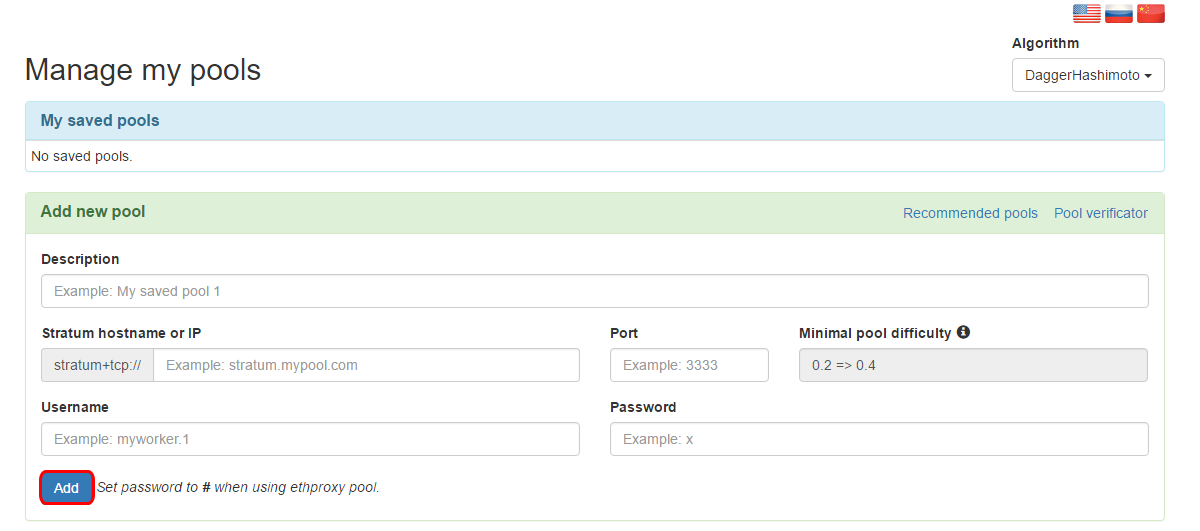 Algorithm
Manage my pools
DaggerHashimoto
My saved pools
No saved pools.
Add new pool
Recommended pools
Pool verificator
Description
Example: My saved pool 1
Stratum hostname or IP
Port
Minimal pool difficulty
stratum+tcp://
Example: stratum.mypool.com
Example: 3333
0.2 => 0.4
Username
Password
Example: myworker.1
Example: x
Add
Set password to # when using ethproxy pool.